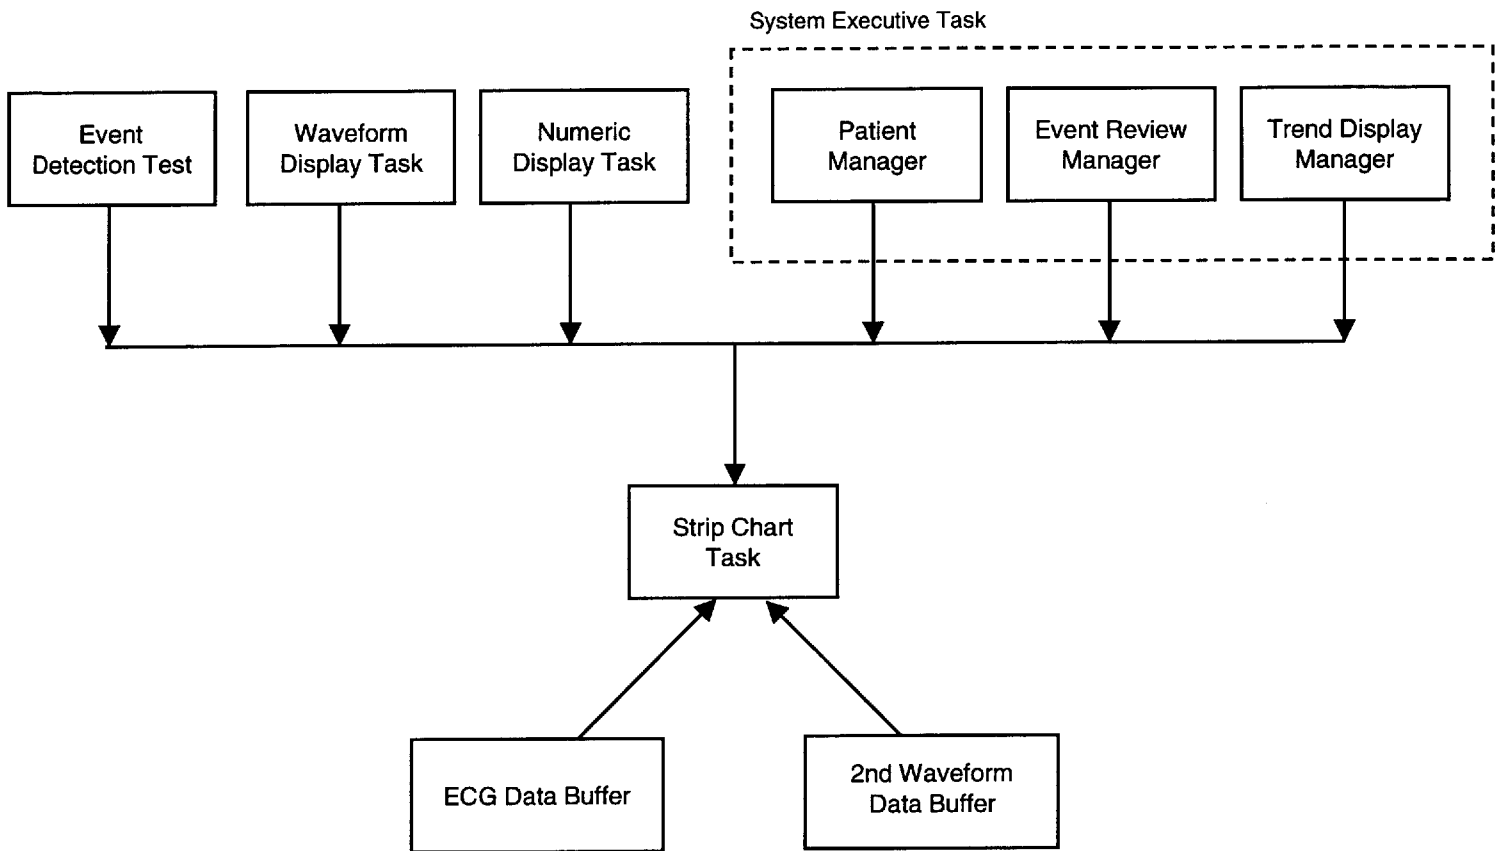 System Executive Task
Event
Detection Test
Waveform
Display Task
Numeric
Display Task
Patient
Manager
Event Review
Manager
Trend Display
Manager
Strip Chart
Task
ECG Data Buffer
2nd Waveform
Data Buffer